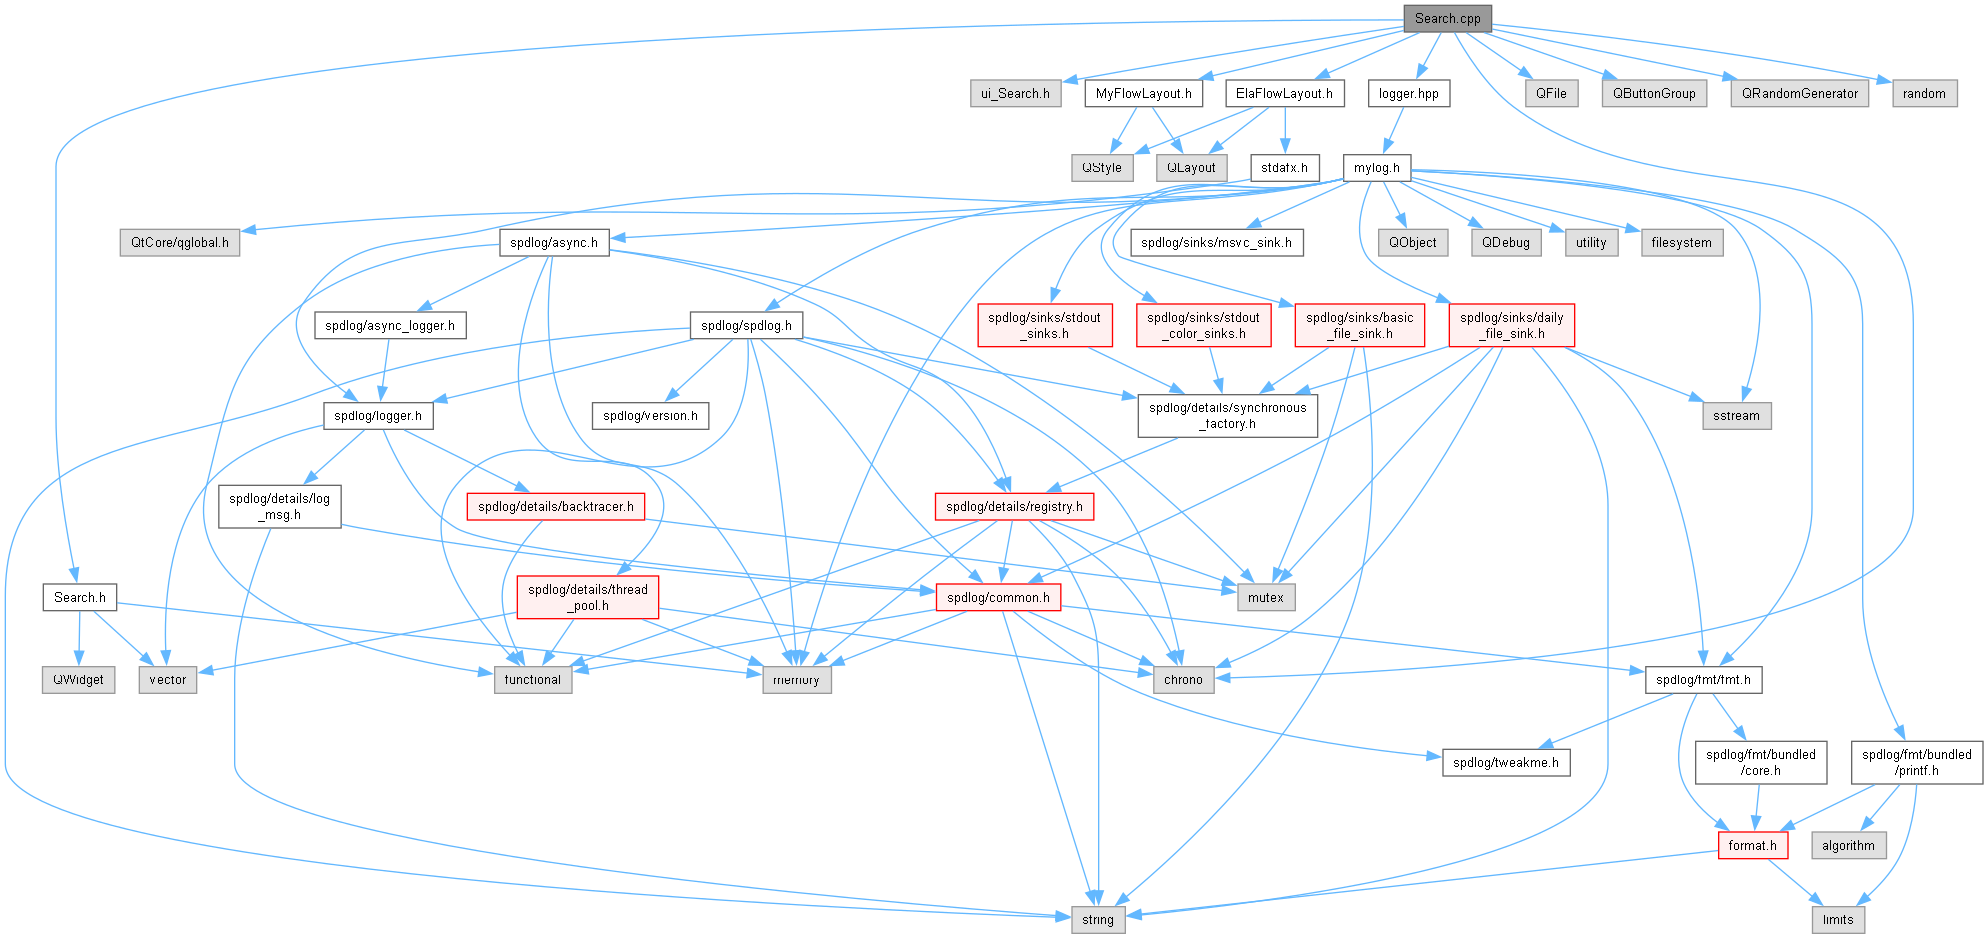 Search.cpp
ui_Search.h
MyFlowLayout.h
ElaFlowLayout.h
logger.hpp
QFile
QButtonGroup
QRandomGenerator
random
QStyle
QLayout
stdafx.h
mylog.h
QtCore/qglobal.h
spdlog/async.h
spdlog/sinks/msvc_sink.h
QObject
QDebug
utility
filesystem
spdlog/async_logger.h
spdlog/spdlog.h
spdlog/sinks/stdout
_sinks.h
spdlog/sinks/stdout
_color_sinks.h
spdlog/sinks/basic
_file_sink.h
spdlog/sinks/daily
_file_sink.h
spdlog/logger.h
spdlog/version.h
spdlog/details/synchronous
_factory.h
sstream
spdlog/details/log
_msg.h
spdlog/details/backtracer.h
spdlog/details/registry.h
Search.h
spdlog/details/thread
_pool.h
spdlog/common.h
mutex
QWidget
vector
functional
memory
chrono
spdlog/fmt/fmt.h
spdlog/tweakme.h
spdlog/fmt/bundled
/core.h
spdlog/fmt/bundled
/printf.h
format.h
algorithm
string
limits